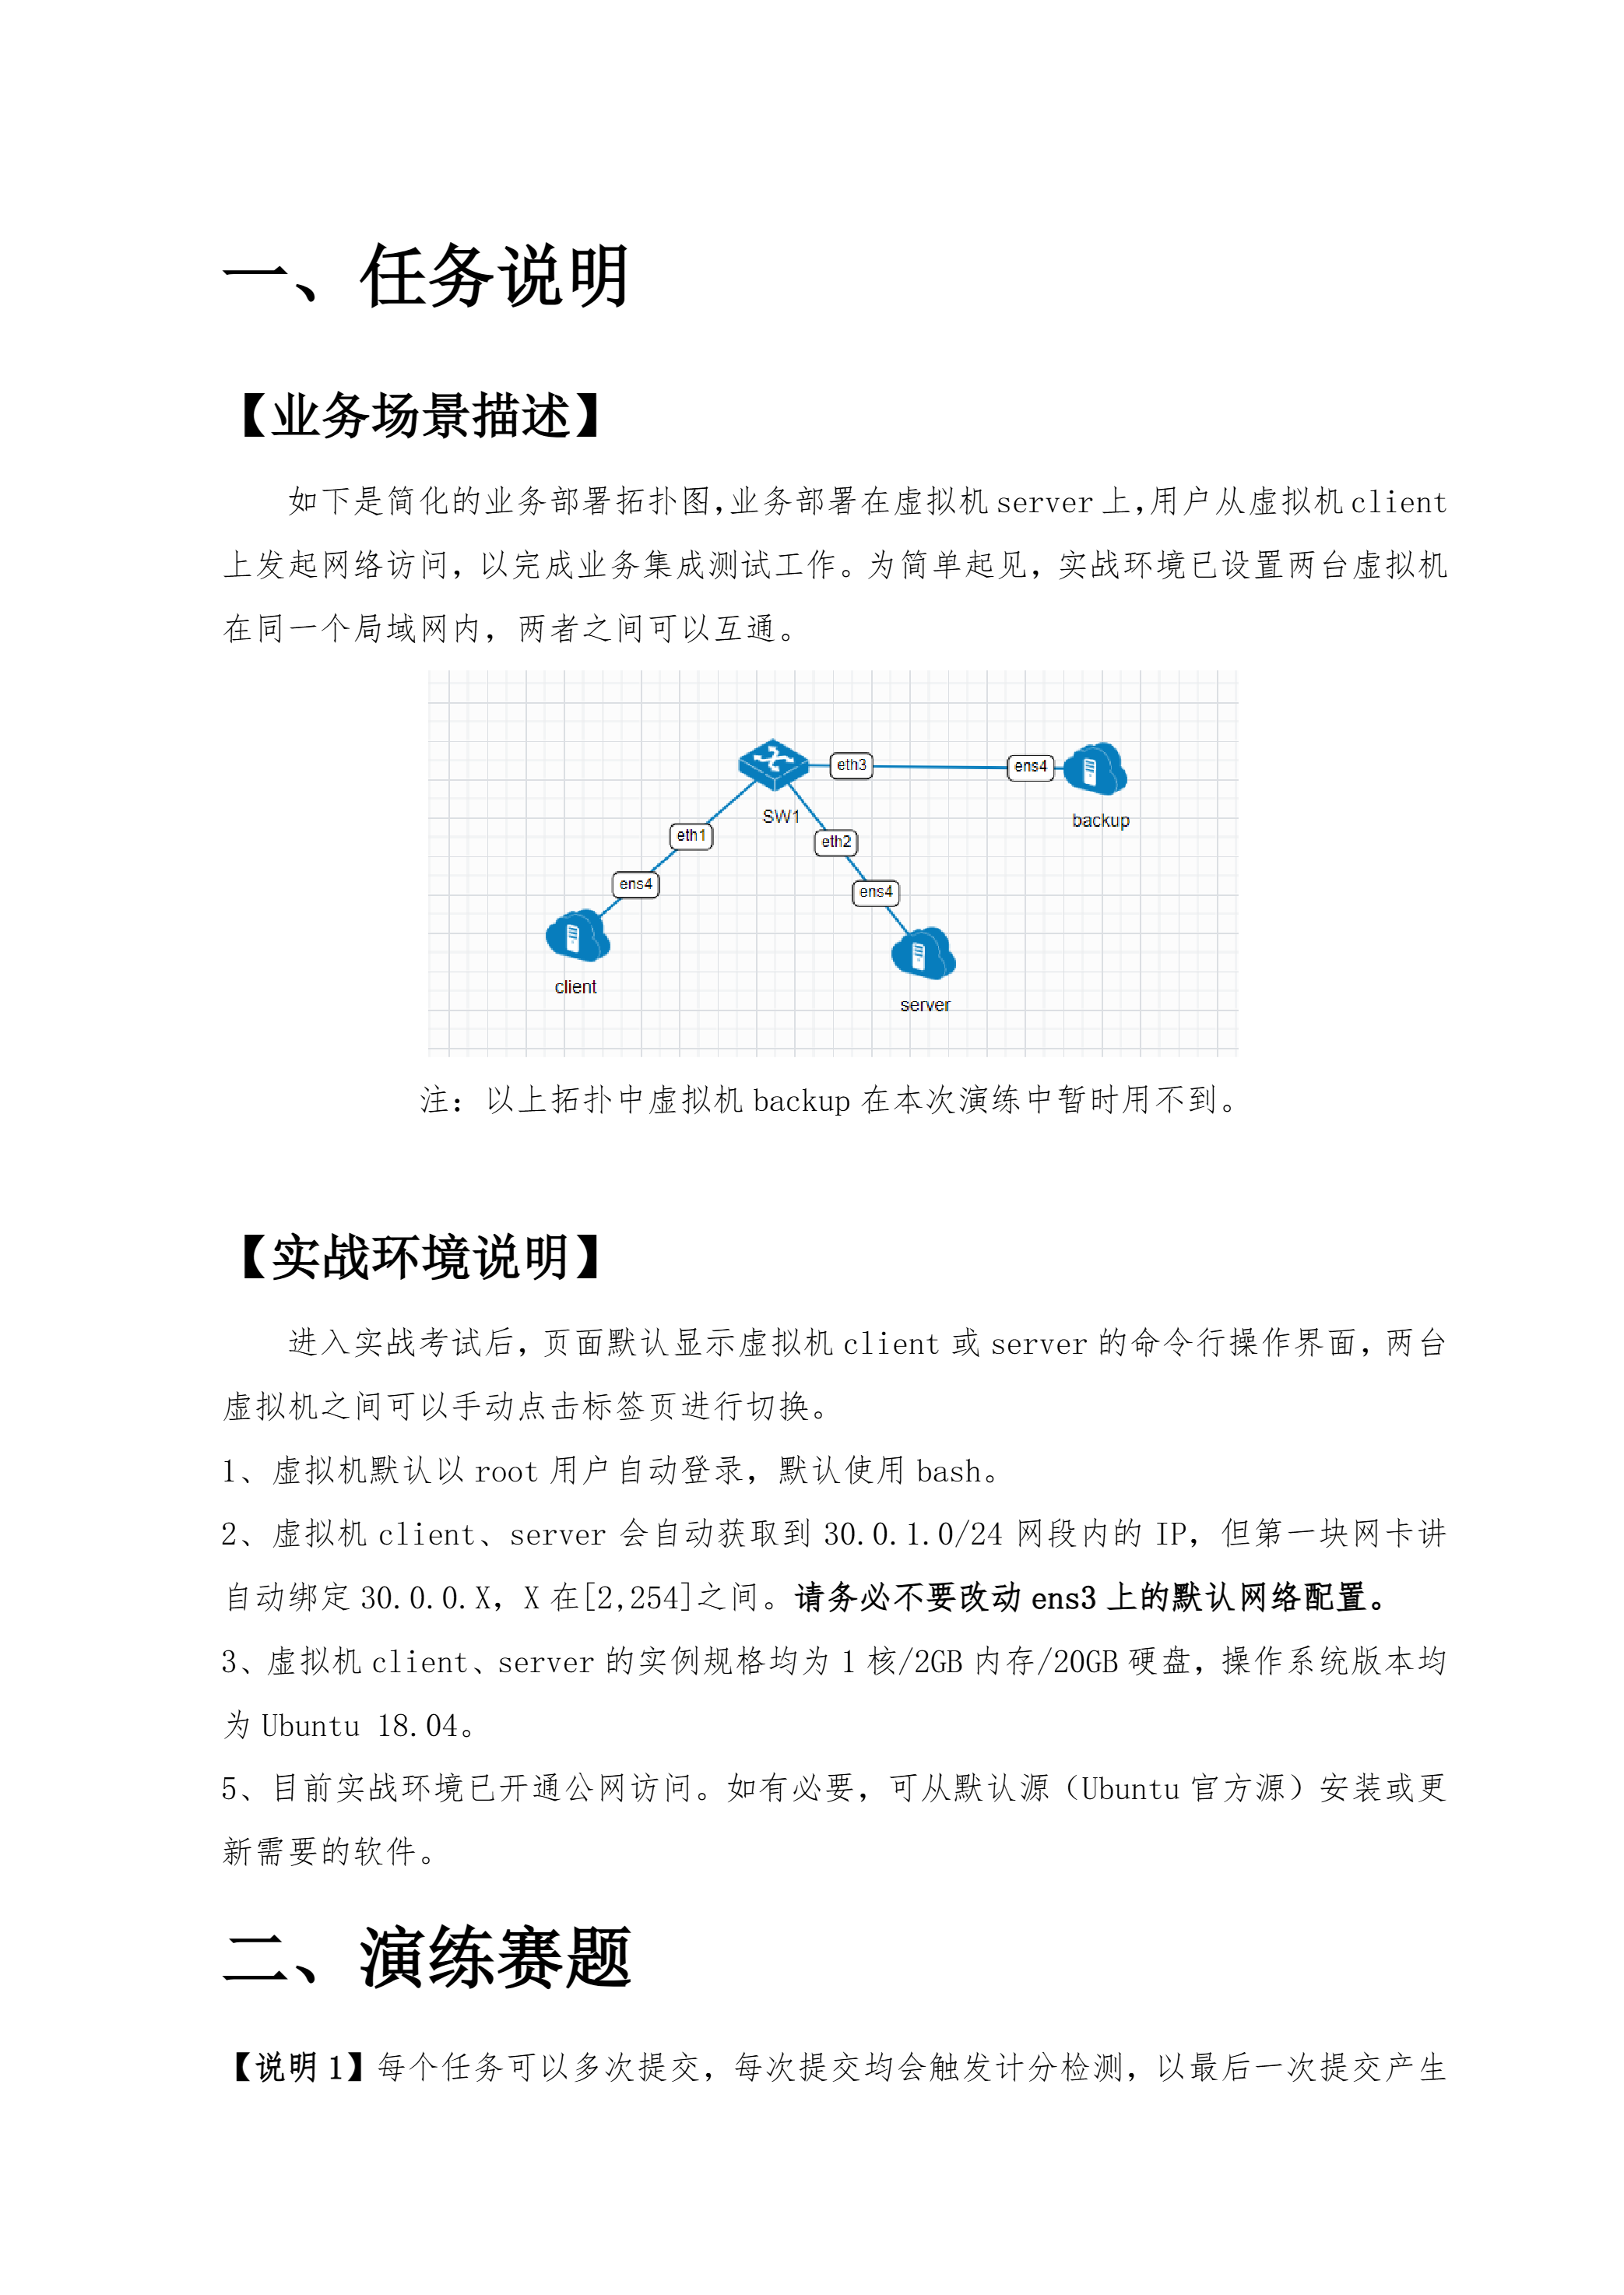 一、任务说明
【业务场景描述】
如下是简化的业务部署拓扑图,业务部署在虚拟机 server 上,用户从虚拟机 client
上发起网络访问，以完成业务集成测试工作。为简单起见，实战环境已设置两台虚拟机
在同一个局域网内，两者之间可以互通。
eth3
ens4
SW1
backup
eth1
eth2
ens4
ens4
client
server
注：以上拓扑中虚拟机 backup 在本次演练中暂时用不到。
【实战环境说明】
进入实战考试后，页面默认显示虚拟机 client 或 server 的命令行操作界面，两台
虚拟机之间可以手动点击标签页进行切换。
1、虚拟机默认以 root 用户自动登录，默认使用 bash。
2、虚拟机 client、server 会自动获取到 30.0.1.0/24 网段内的 IP，但第一块网卡讲
自动绑定 30.0.0.X，X 在[2,254]之间。请务必不要改动 ens3 上的默认网络配置。
3、虚拟机 client、server 的实例规格均为 1 核/2GB 内存/20GB 硬盘，操作系统版本均
为 Ubuntu 18.04。
5、目前实战环境已开通公网访问。如有必要，可从默认源（Ubuntu 官方源）安装或更
新需要的软件。
二、演练赛题
【说明 1】每个任务可以多次提交，每次提交均会触发计分检测，以最后一次提交产生